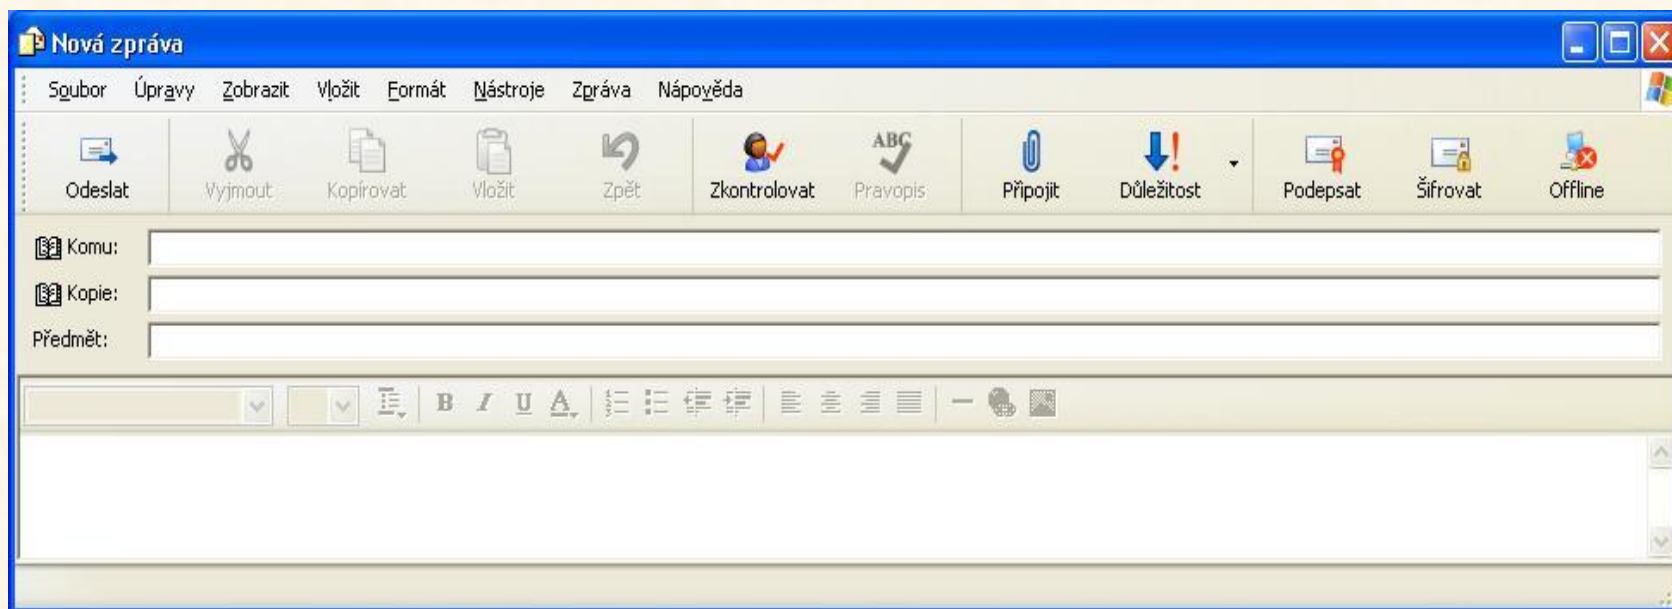 Nová zpráva
Soubor Úpravy Zobrazit Vložit Formát Nástroje Zpráva Nápověda
ABC
Odeslat Vyjmout Kopírovat Vložit Zpět Zkontrolovat Pravopis Připojit Důležitost Podepsat Šifrovat Offline
Komu:
Kopie:
Předmět:
B I U A